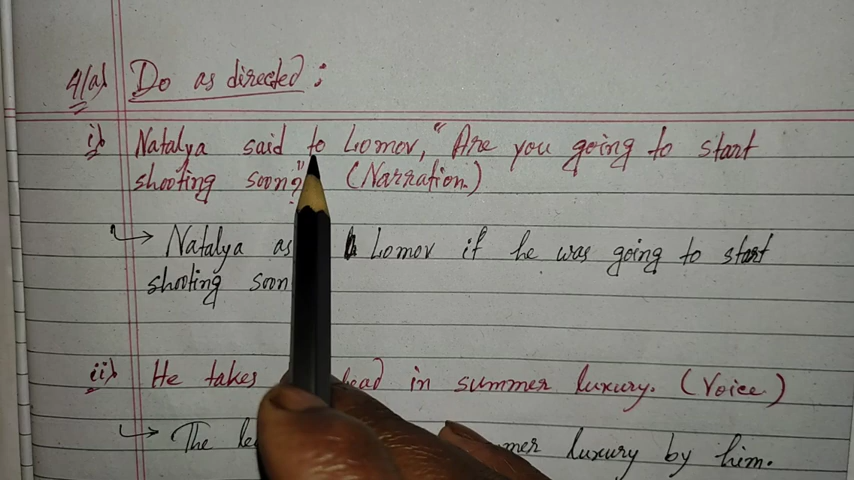 4(a) Do as directed:
i) Natalya said to Lomov, "Are you going to start
shooting soon?" (Narration.)
↳ Natalya as Lomov if he was going to start
shooting soon
ii) He takes lead in summer luxury. (Voice.)
↳ The luxury by him.